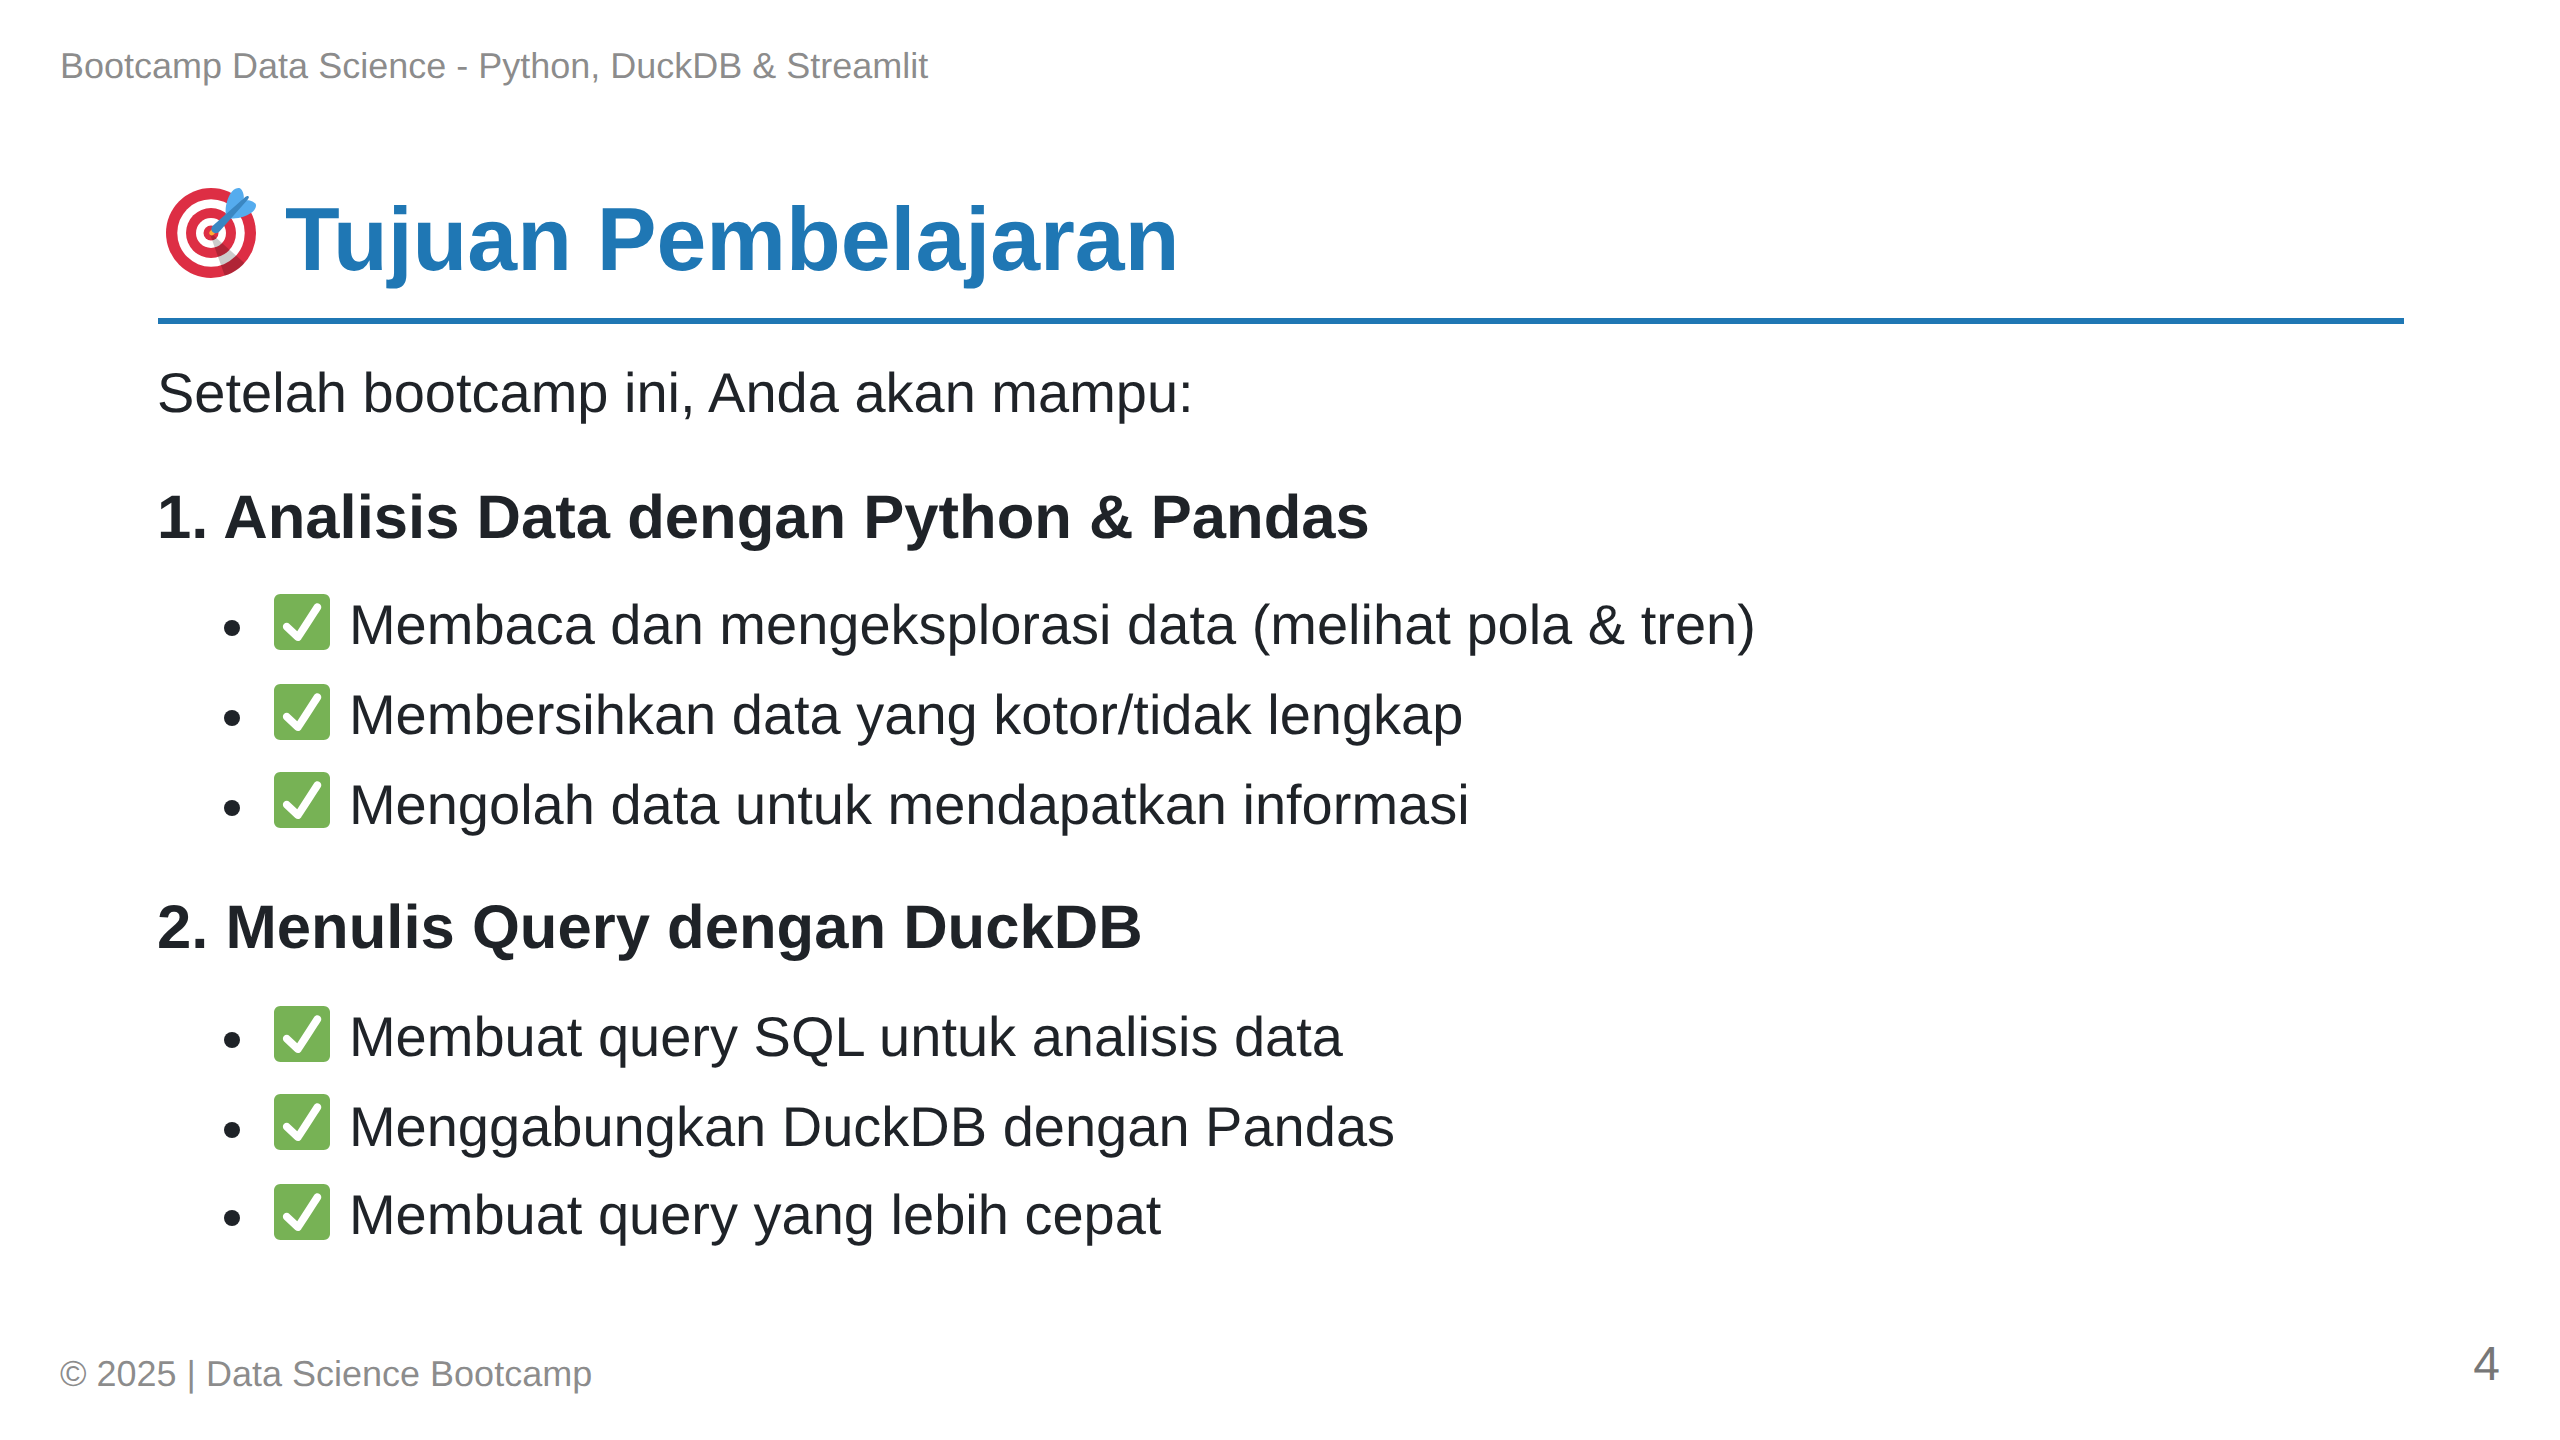 Bootcamp Data Science - Python, DuckDB & Streamlit
🎯 Tujuan Pembelajaran
Setelah bootcamp ini, Anda akan mampu:
1. Analisis Data dengan Python & Pandas
• ✅ Membaca dan mengeksplorasi data (melihat pola & tren)
• ✅ Membersihkan data yang kotor/tidak lengkap
• ✅ Mengolah data untuk mendapatkan informasi
2. Menulis Query dengan DuckDB
• ✅ Membuat query SQL untuk analisis data
• ✅ Menggabungkan DuckDB dengan Pandas
• ✅ Membuat query yang lebih cepat
© 2025 | Data Science Bootcamp
4